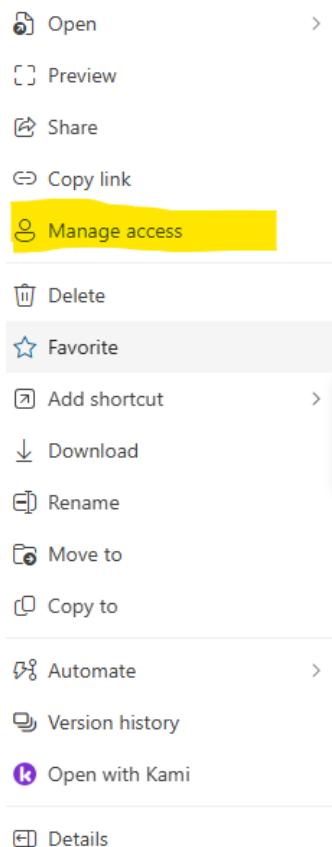 Open
Preview
Share
Copy link
Manage access
Delete
Favorite
Add shortcut
Download
Rename
Move to
Copy to
Automate
Version history
Open with Kami
Details